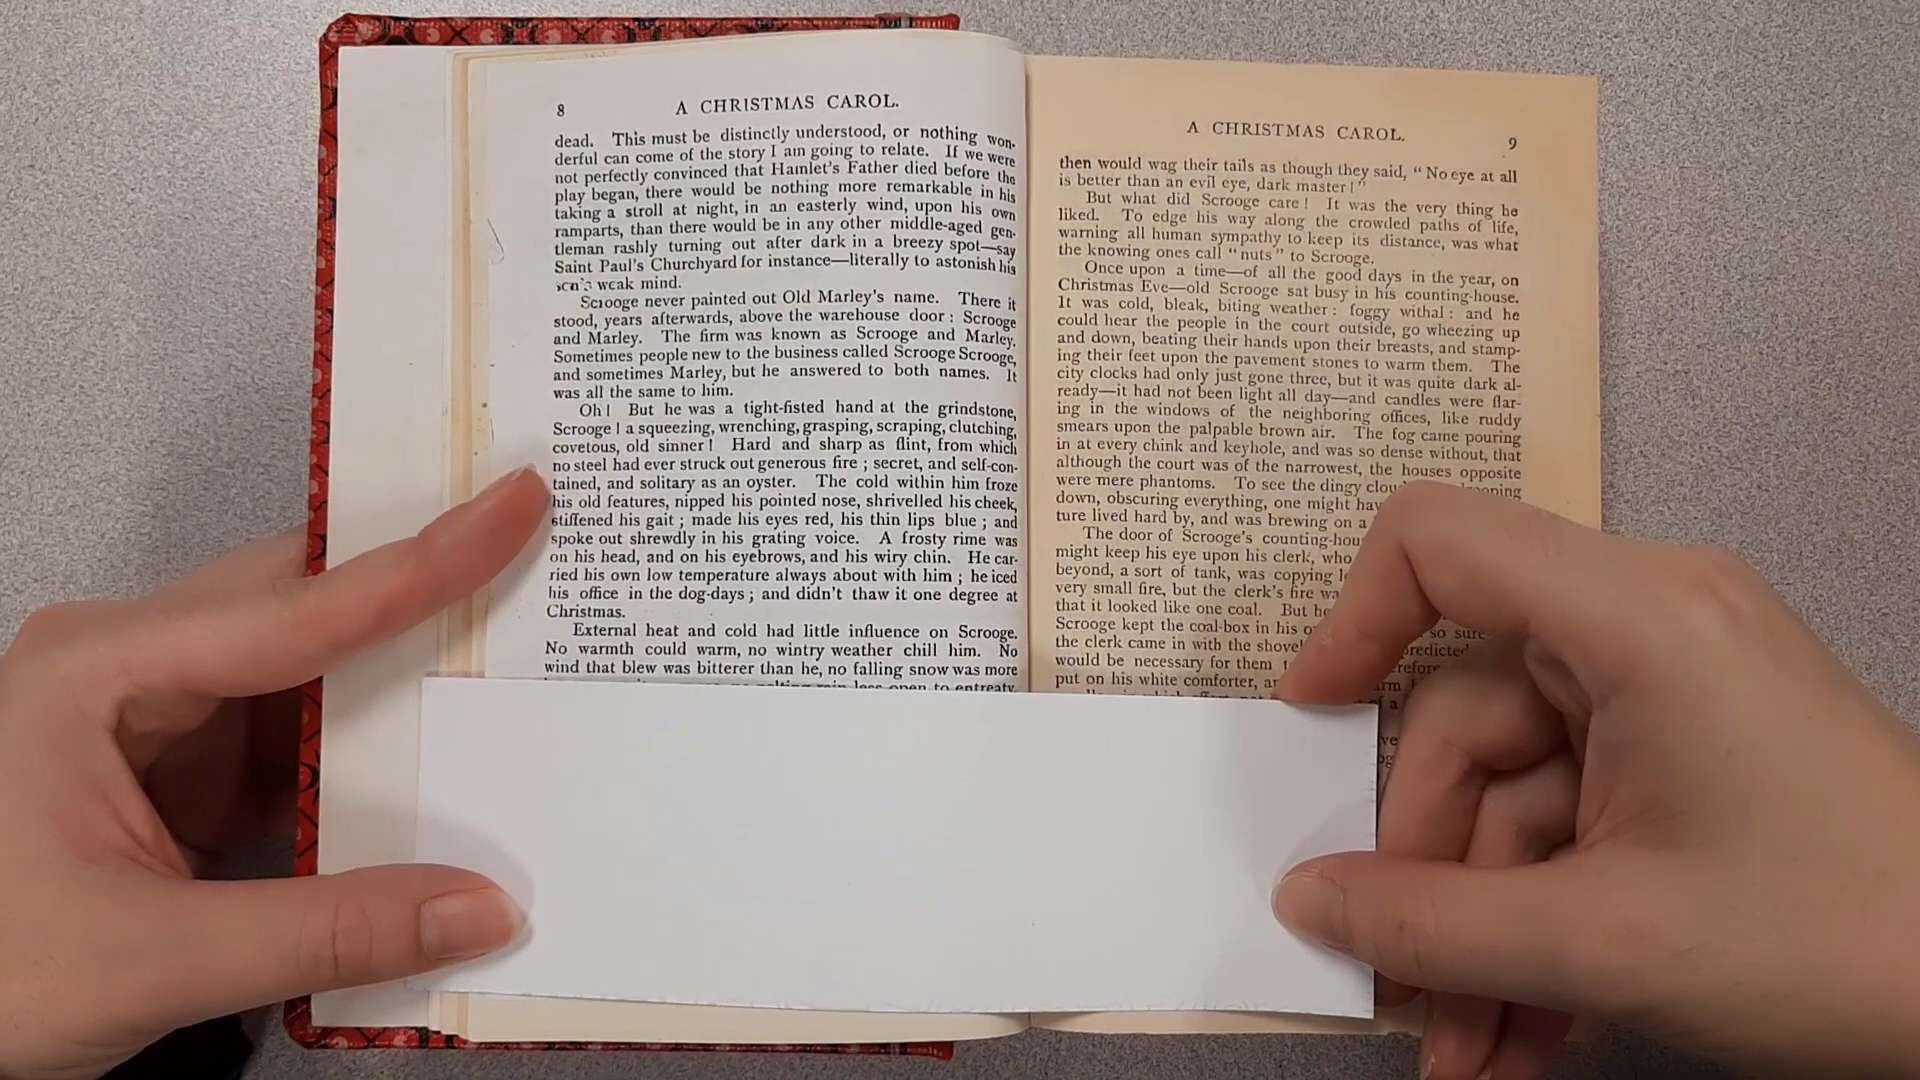 8
A CHRISTMAS CAROL.
dead. This must be distinctly understood, or nothing won-
derful can come of the story I am going to relate. If we were
not perfectly convinced that Hamlet's Father died before the
play began, there would be nothing more remarkable in his
taking a stroll at night, in an easterly wind, upon his own
ramparts, than there would be in any other middle-aged gen-
tleman rashly turning out after dark in a breezy spot—say
Saint Paul's Churchyard for instance—literally to astonish his
son's weak mind.
Scrooge never painted out Old Marley's name. There it
stood, years afterwards, above the warehouse door: Scrooge
and Marley. The firm was known as Scrooge and Marley.
Sometimes people new to the business called Scrooge Scrooge,
and sometimes Marley, but he answered to both names. It
was all the same to him.
Oh! But he was a tight-fisted hand at the grindstone,
Scrooge! a squeezing, wrenching, grasping, scraping, clutching,
covetous, old sinner! Hard and sharp as flint, from which
no steel had ever struck out generous fire; secret, and self-con-
tained, and solitary as an oyster. The cold within him froze
his old features, nipped his pointed nose, shrivelled his cheek,
stiffened his gait; made his eyes red, his thin lips blue; and
spoke out shrewdly in his grating voice. A frosty rime was
on his head, and on his eyebrows, and his wiry chin. He car-
ried his own low temperature always about with him; he iced
his office in the dog-days; and didn't thaw it one degree at
Christmas.
External heat and cold had little influence on Scrooge.
No warmth could warm, no wintry weather chill him. No
wind that blew was bitterer than he, no falling snow was more
less open to entreaty.
A CHRISTMAS CAROL.
9
then would wag their tails as though they said, "No eye at all
is better than an evil eye, dark master!"
But what did Scrooge care! It was the very thing he
liked. To edge his way along the crowded paths of life,
warning all human sympathy to keep its distance, was what
the knowing ones call "nuts" to Scrooge.
Once upon a time—of all the good days in the year, on
Christmas Eve—old Scrooge sat busy in his counting-house.
It was cold, bleak, biting weather: foggy withal: and he
could hear the people in the court outside, go wheezing up
and down, beating their hands upon their breasts, and stamp-
ing their feet upon the pavement stones to warm them. The
city clocks had only just gone three, but it was quite dark al-
ready—it had not been light all day—and candles were flar-
ing in the windows of the neighboring offices, like ruddy
smears upon the palpable brown air. The fog came pouring
in at every chink and keyhole, and was so dense without, that
although the court was of the narrowest, the houses opposite
were mere phantoms. To see the dingy
down, obscuring everything, one might
ture lived hard by, and was brewing on a
The door of Scrooge's
might keep his eye upon his clerk, who
beyond, a sort of tank, was copying
very small fire, but the clerk's fire
that it looked like one coal. But
Scrooge kept the coal-box in his so
the clerk came in with the predicted
would be necessary for them
put on his white comforter,
of a